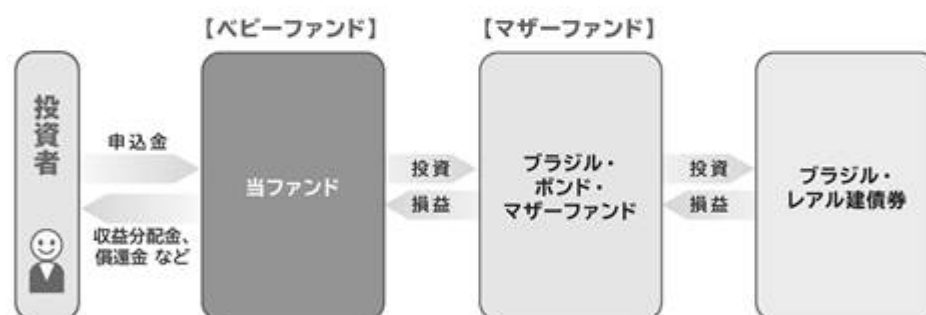 【ベビーファンド】
【マザーファンド】
投資者
申込金
収益分配金、
償還金 など
当ファンド
投資
損益
ブラジル・
ボンド・
マザーファンド
投資
損益
ブラジル・
レアル建債券